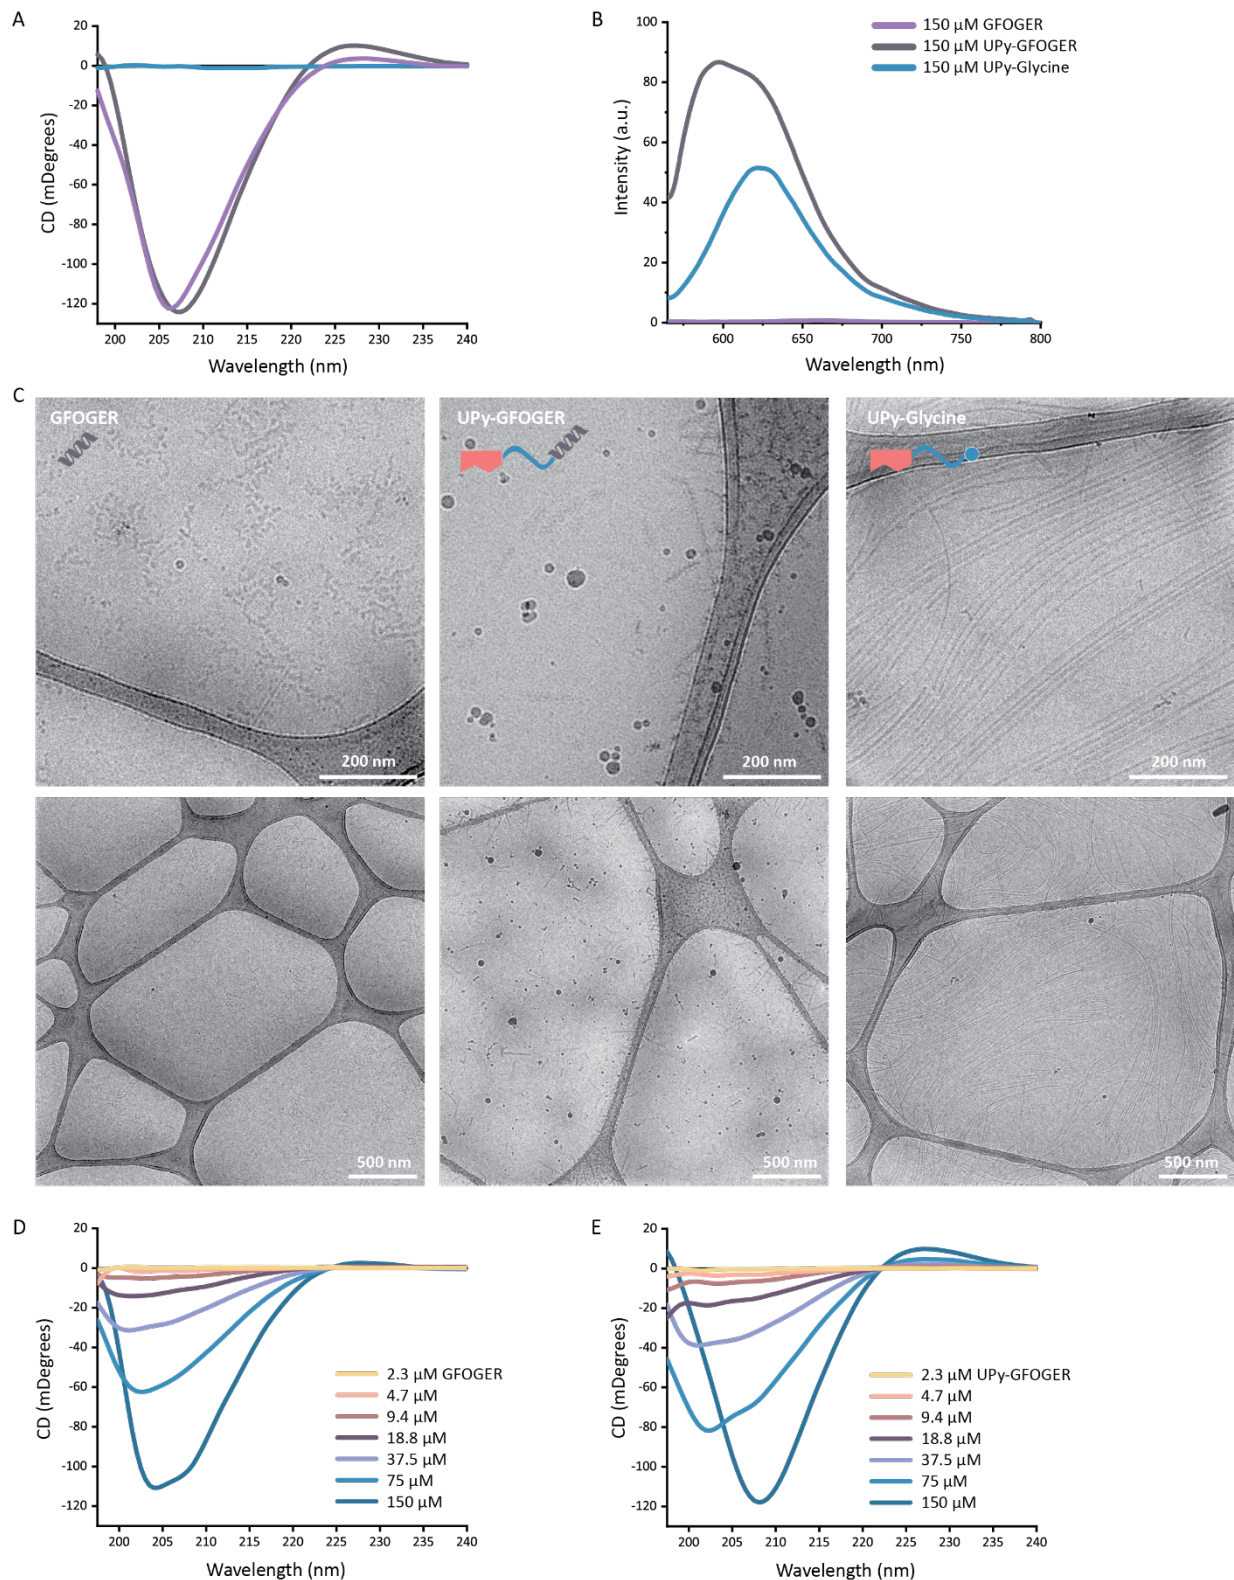 A
20
0
-20
-40
-60
-80
-100
-120
CD (mDegrees)
200 205 210 215 220 225 230 235 240
Wavelength (nm)
B
100
80
60
40
20
0
Intensity (a.u.)
600 650 700 750 800
Wavelength (nm)
150 µM GFOGER
150 µM UPy-GFOGER
150 µM UPy-Glycine
C
GFOGER
200 nm
UPy-GFOGER
200 nm
UPy-Glycine
200 nm
500 nm
500 nm
500 nm
D
20
0
-20
-40
-60
-80
-100
-120
CD (mDegrees)
200 205 210 215 220 225 230 235 240
Wavelength (nm)
2.3 µM GFOGER
4.7 µM
9.4 µM
18.8 µM
37.5 µM
75 µM
150 µM
E
20
0
-20
-40
-60
-80
-100
-120
CD (mDegrees)
200 205 210 215 220 225 230 235 240
Wavelength (nm)
2.3 µM UPy-GFOGER
4.7 µM
9.4 µM
18.8 µM
37.5 µM
75 µM
150 µM